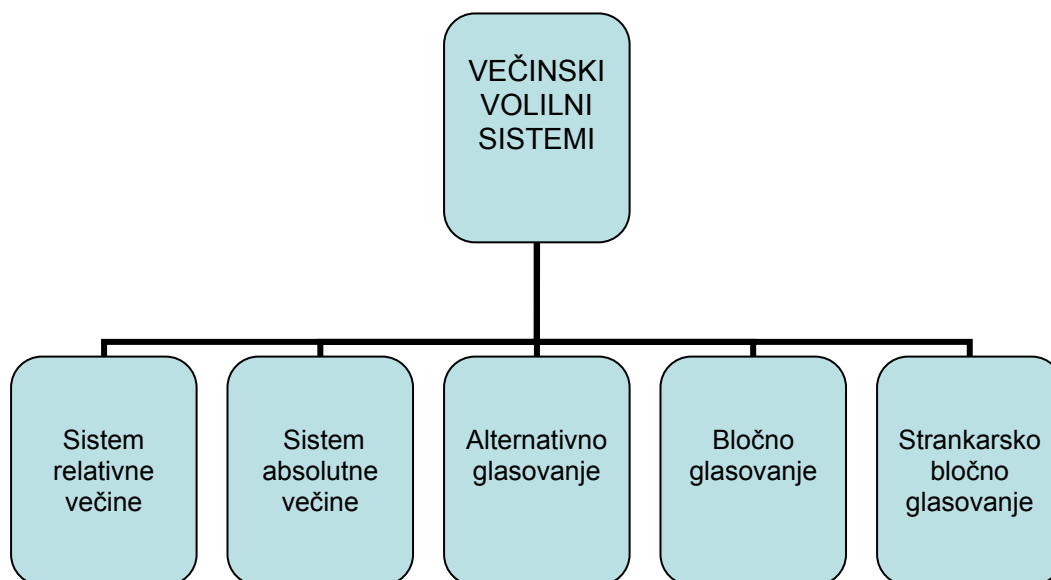 VEČINSKI
VOLILNI
SISTEMI
Sistem
relativne
večine
Sistem
absolutne
večine
Alternativno
glasovanje
Bločno
glasovanje
Strankarsko
bločno
glasovanje